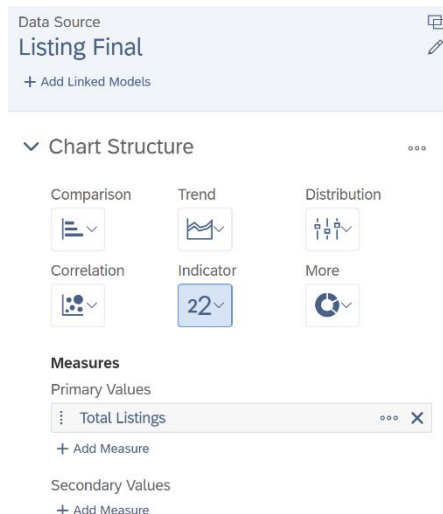 Data Source
Listing Final
+ Add Linked Models
Chart Structure
Comparison Trend Distribution
Correlation Indicator More
22
Measures
Primary Values
Total Listings
+ Add Measure
Secondary Values
+ Add Measure